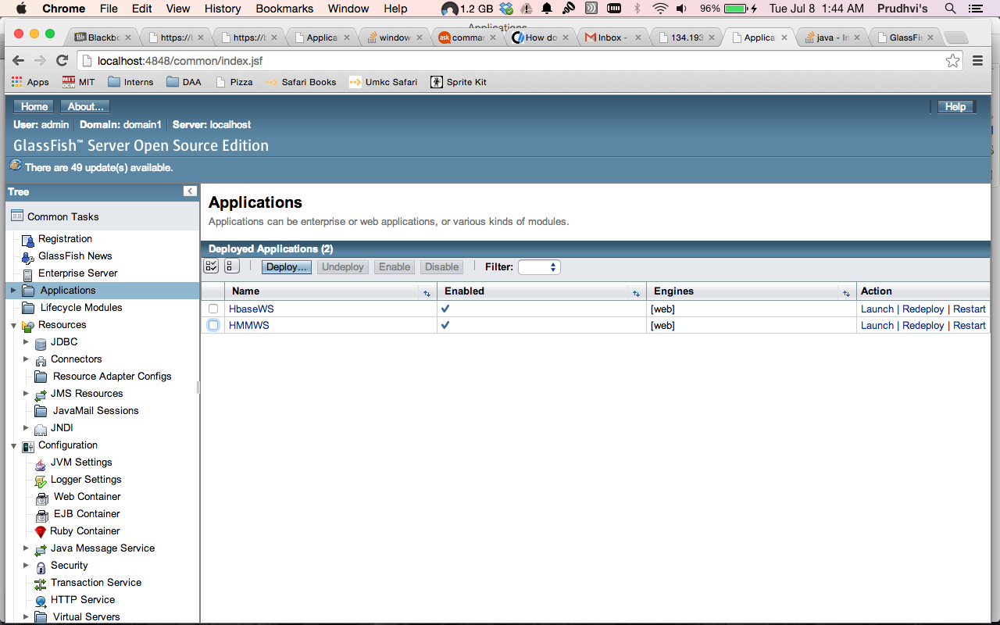 Chrome File Edit View History Bookmarks Window Help 1.2 GB 96% Tue Jul 8 1:44 AM Prudhvi's
Applications
Blackbo https://b https://b Applica window comman How do Inbox - 134.193 Applica java - In GlassFis
localhost:4848/common/index.jsf
Apps MIT Interns DAA Pizza Safari Books Umkc Safari Sprite Kit
Home About... Help
User: admin Domain: domain1 Server: localhost
GlassFish™ Server Open Source Edition
There are 49 update(s) available.
Tree
Common Tasks
Registration
GlassFish News
Enterprise Server
Applications
Lifecycle Modules
Resources
JDBC
Connectors
Resource Adapter Configs
JMS Resources
JavaMail Sessions
JNDI
Configuration
JVM Settings
Logger Settings
Web Container
EJB Container
Ruby Container
Java Message Service
Security
Transaction Service
HTTP Service
Virtual Servers
Applications
Applications can be enterprise or web applications, or various kinds of modules.
Deployed Applications (2)
Deploy... Undeploy Enable Disable Filter:
Name Enabled Engines Action
HbaseWS [web] Launch | Redeploy | Restart
HMMWS [web] Launch | Redeploy | Restart